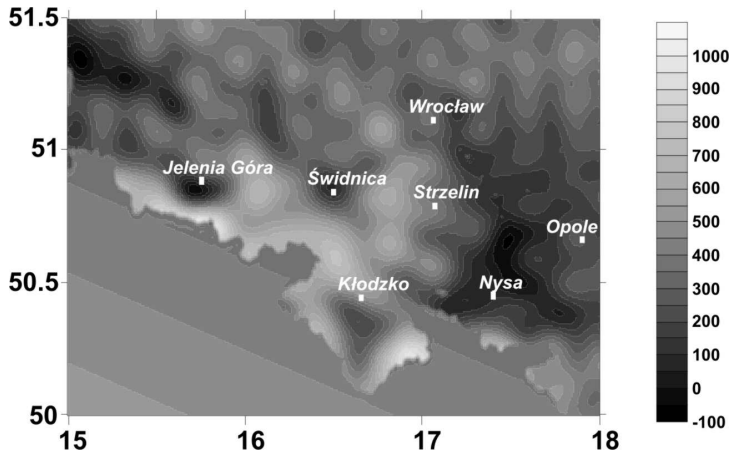 51.5
51
50.5
50
15
16
17
18
Wrocław
Jelenia Góra
Świdnica
Strzelin
Opole
Kłodzko
Nysa
1000
900
800
700
600
500
400
300
200
100
0
-100